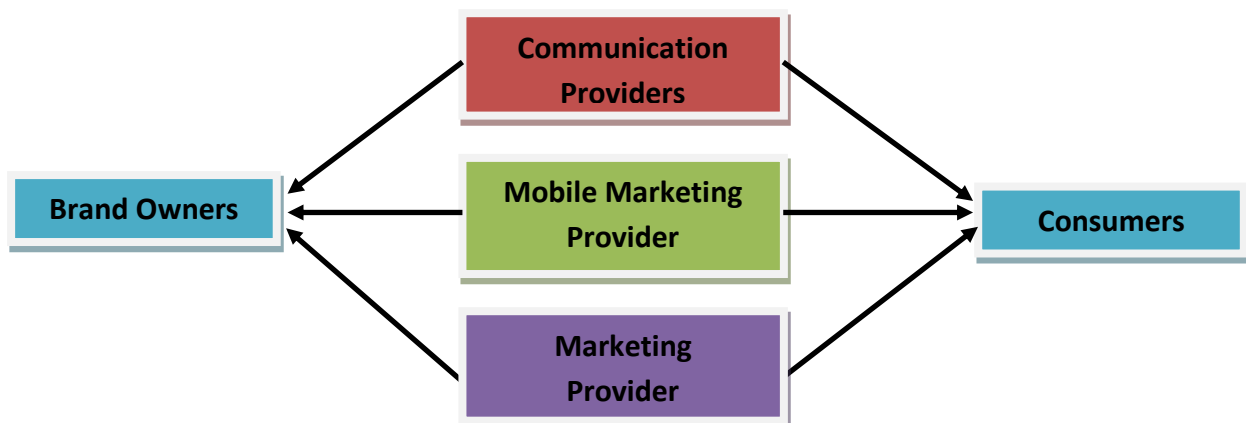 Communication
Providers
Brand Owners
Mobile Marketing
Provider
Consumers
Marketing
Provider